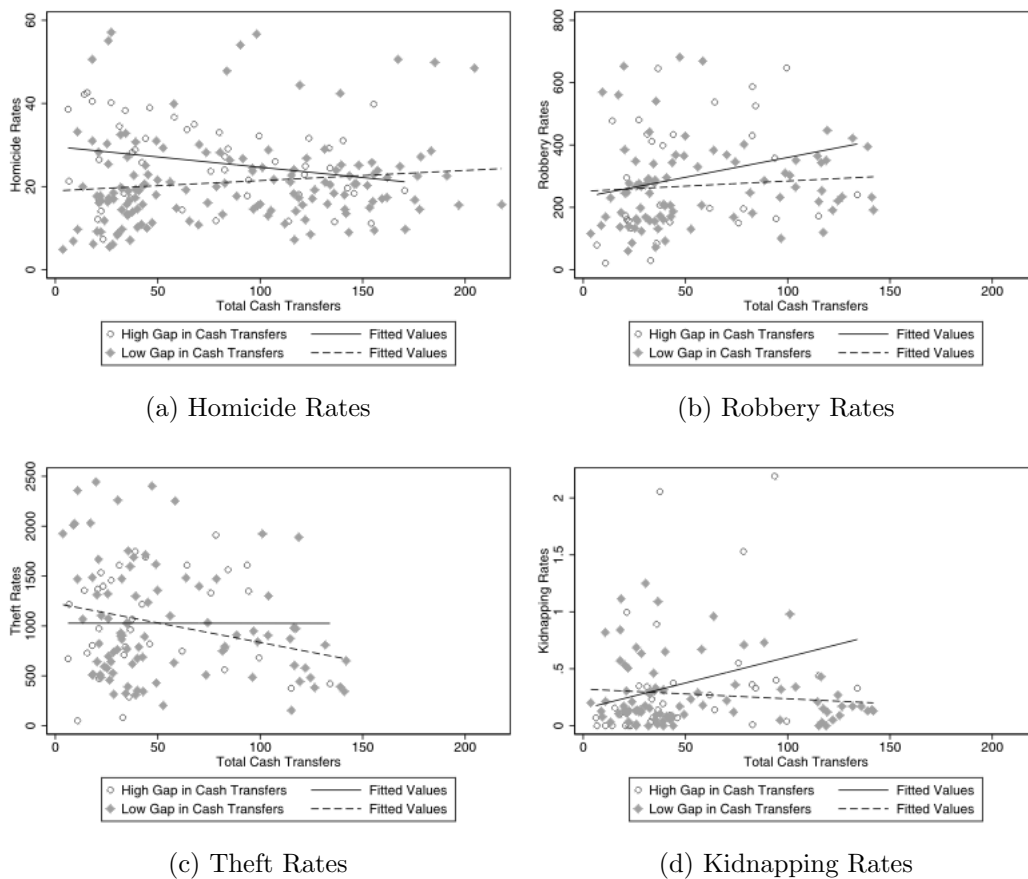 Homicide Rates
60
40
20
0
0 50 100 150 200
Total Cash Transfers
High Gap in Cash Transfers Fitted Values
Low Gap in Cash Transfers Fitted Values
(a) Homicide Rates
Robbery Rates
800
600
400
200
0
0 50 100 150 200
Total Cash Transfers
High Gap in Cash Transfers Fitted Values
Low Gap in Cash Transfers Fitted Values
(b) Robbery Rates
Theft Rates
2500
2000
1500
1000
500
0
0 50 100 150 200
Total Cash Transfers
High Gap in Cash Transfers Fitted Values
Low Gap in Cash Transfers Fitted Values
(c) Theft Rates
Kidnapping Rates
2
1.5
1
.5
0
0 50 100 150 200
Total Cash Transfers
High Gap in Cash Transfers Fitted Values
Low Gap in Cash Transfers Fitted Values
(d) Kidnapping Rates